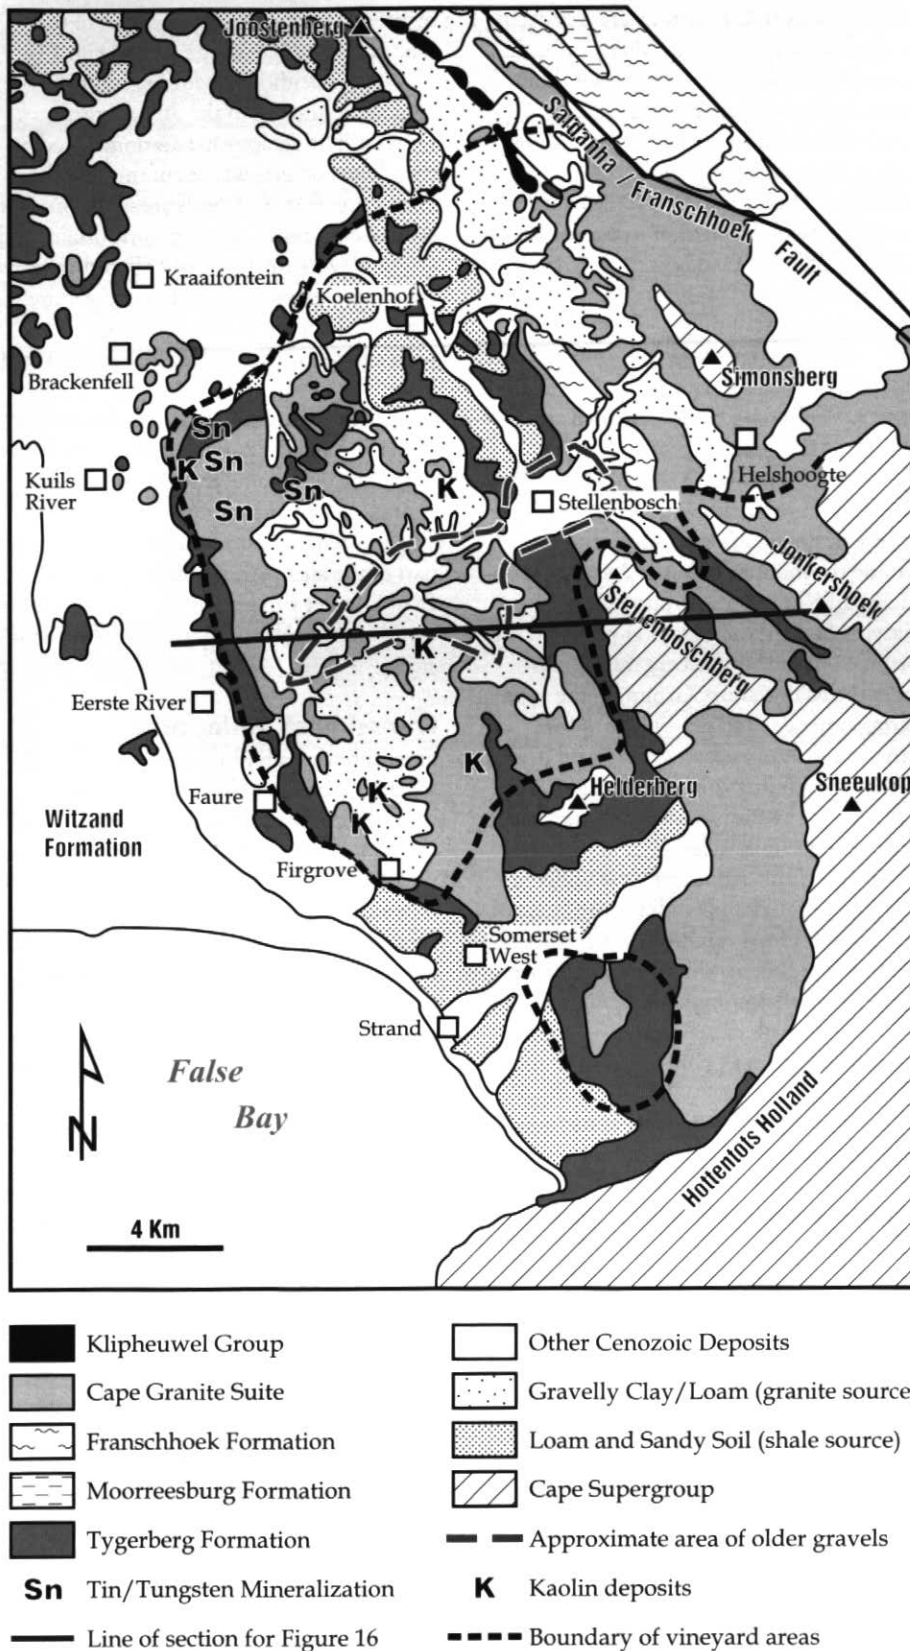 Joostenberg
Saldanha / Franschhoek
Fault
Kraaifontein
Koelenhof
Brackenfell
Simonsberg
Sn
K Sn
Sn
Sn
K
Kuils
River
Helshoogte
Stellenbosch
Jonkershoek
Stellenboschberg
K
Eerste River
K
Helderberg
Sneeukop
Faure
K
K
Witzand
Formation
Firgrove
Somerset
West
Strand
False
Bay
N
Hottentots Holland
4 Km
Klipheuwel Group
Cape Granite Suite
Franschhoek Formation
Moorreesburg Formation
Tygerberg Formation
Sn Tin/Tungsten Mineralization
Line of section for Figure 16
Other Cenozoic Deposits
Gravelly Clay/Loam (granite source
Loam and Sandy Soil (shale source)
Cape Supergroup
Approximate area of older gravels
K Kaolin deposits
Boundary of vineyard areas